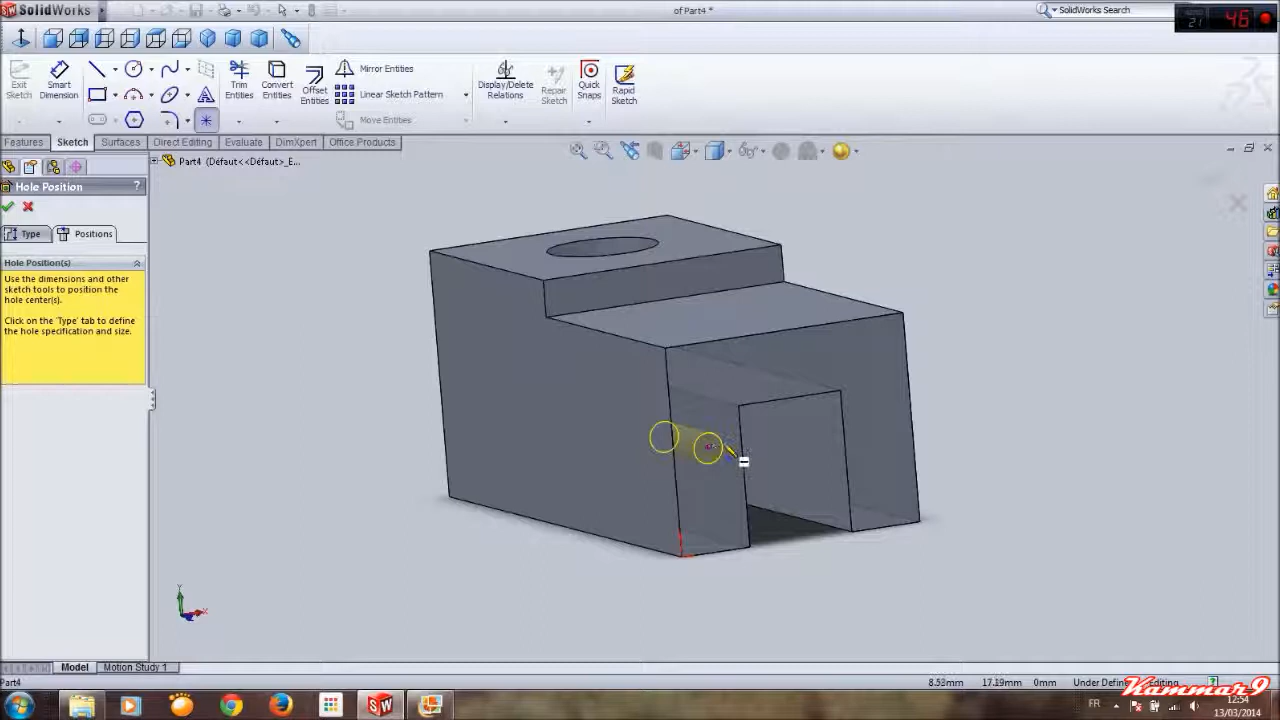 SolidWorks
of Part4 *
SolidWorks Search
21
46
Exit Sketch
Smart Dimension
Trim Entities
Convert Entities
Offset Entities
Mirror Entities
Linear Sketch Pattern
Move Entities
Display/Delete Relations
Repair Sketch
Quick Snaps
Rapid Sketch
Features
Sketch
Surfaces
Direct Editing
Evaluate
DimXpert
Office Products
Part4 (Défaut<<Défaut>_E...
Hole Position
?
Type
Positions
Hole Position(s)
Use the dimensions and other
sketch tools to position the
hole center(s).
Click on the 'Type' tab to define
the hole specification and size.
Y
X
Model
Motion Study 1
Part4
8.53mm
17.19mm
0mm
Editing
Kammar9
FR
12:54
13/03/2014